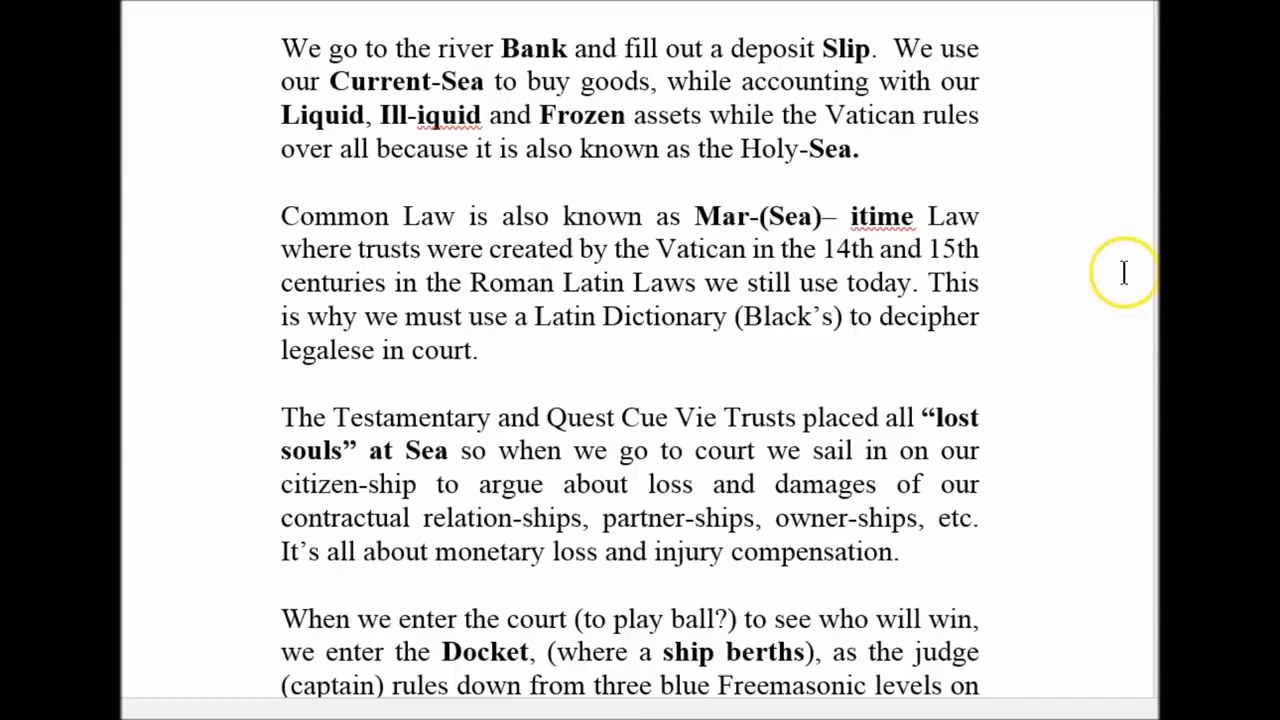 We go to the river Bank and fill out a deposit Slip.  We use
our Current-Sea to buy goods, while accounting with our
Liquid, Ill-iquid and Frozen assets while the Vatican rules
over all because it is also known as the Holy-Sea.
Common Law is also known as Mar-(Sea)– itime Law
where trusts were created by the Vatican in the 14th and 15th
centuries in the Roman Latin Laws we still use today. This
is why we must use a Latin Dictionary (Black’s) to decipher
legalese in court.
The Testamentary and Quest Cue Vie Trusts placed all “lost
souls” at Sea so when we go to court we sail in on our
citizen-ship to argue about loss and damages of our
contractual relation-ships, partner-ships, owner-ships, etc.
It’s all about monetary loss and injury compensation.
When we enter the court (to play ball?) to see who will win,
we enter the Docket, (where a ship berths), as the judge
(captain) rules down from three blue Freemasonic levels on